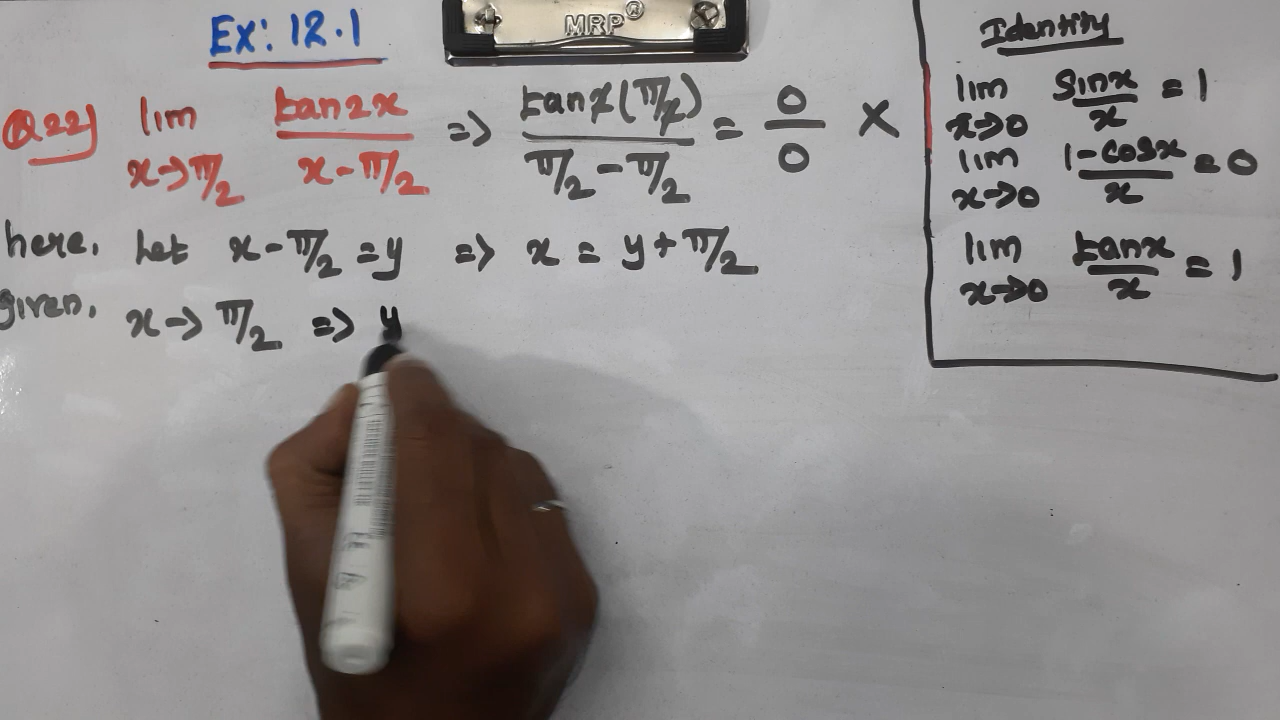 MRP®
Ex: 12.1
Q22) lim x→π/2 tan2x / x-π/2 => tan2(π/2) / π/2-π/2 = 0/0 X
here, Let x-π/2 = y => x = y+π/2
given, x→π/2 => y
Identity
lim x→0 sinx/x = 1
lim x→0 1-cosx/x = 0
lim x→0 tanx/x = 1